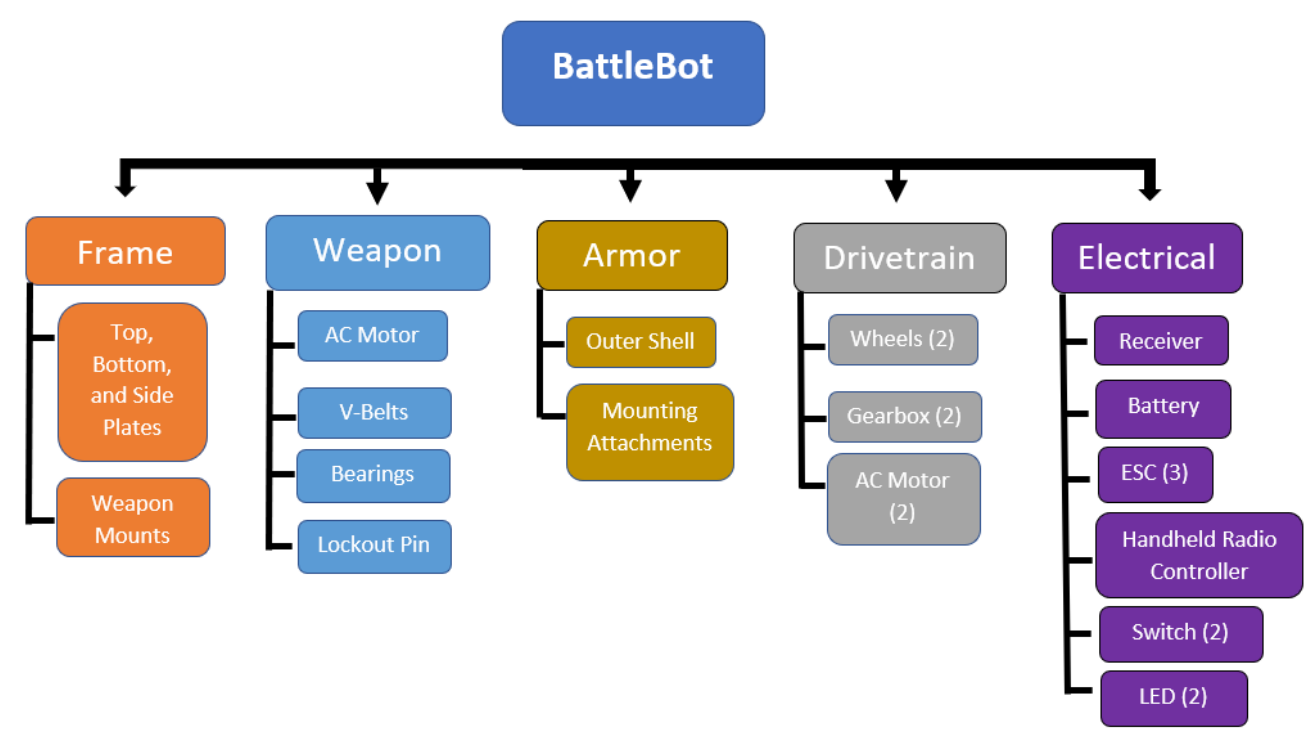 BattleBot
Frame
Top,
Bottom,
and Side
Plates
Weapon
Mounts
Weapon
AC Motor
V-Belts
Bearings
Lockout Pin
Armor
Outer Shell
Mounting
Attachments
Drivetrain
Wheels (2)
Gearbox (2)
AC Motor
(2)
Electrical
Receiver
Battery
ESC (3)
Handheld Radio
Controller
Switch (2)
LED (2)